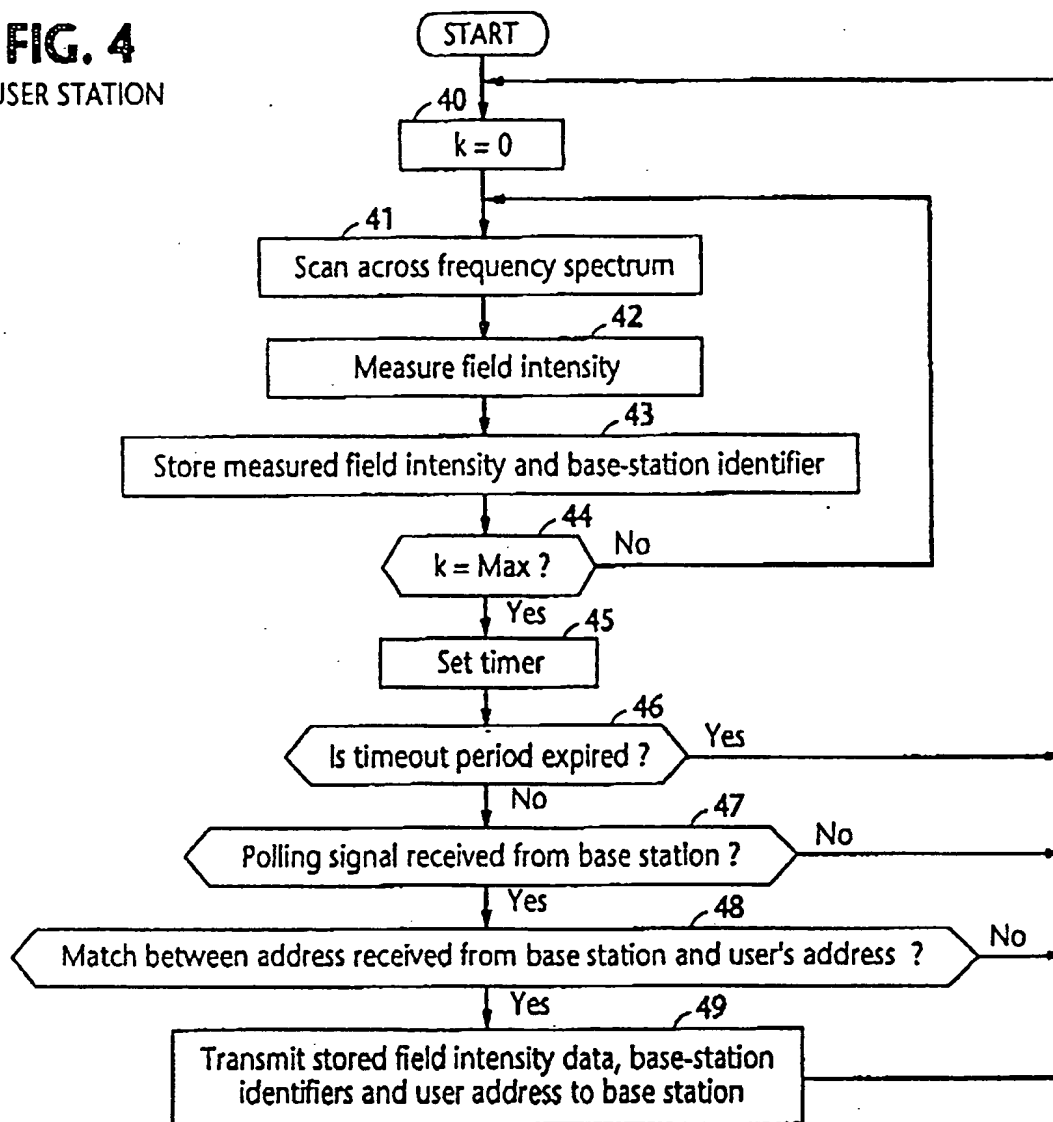 FIG. 4
USER STATION
START
40
k = 0
41
Scan across frequency spectrum
42
Measure field intensity
43
Store measured field intensity and base-station identifier
44
k = Max ?
No
Yes
45
Set timer
46
Is timeout period expired ?
Yes
No
47
Polling signal received from base station ?
No
Yes
48
Match between address received from base station and user's address ?
No
Yes
49
Transmit stored field intensity data, base-station
identifiers and user address to base station